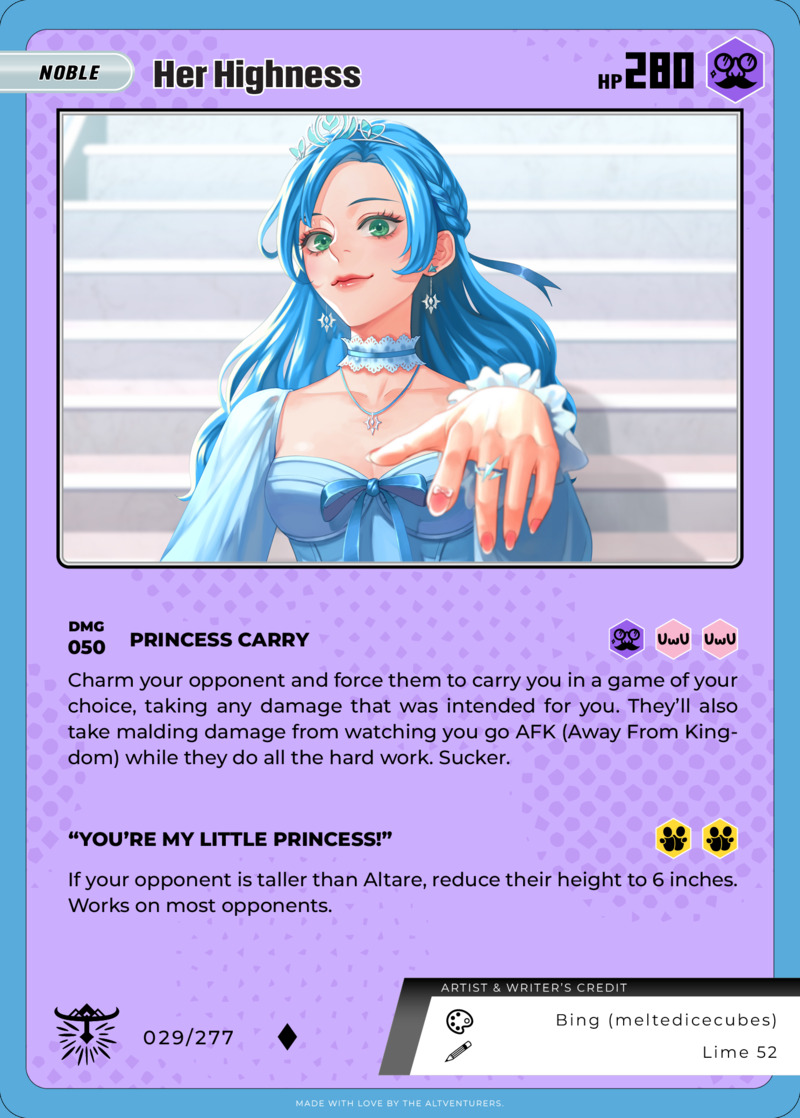 NOBLE
Her Highness
HP 280
DMG
050
PRINCESS CARRY
UwU
UwU
Charm your opponent and force them to carry you in a game of your
choice, taking any damage that was intended for you. They’ll also
take malding damage from watching you go AFK (Away From King-
dom) while they do all the hard work. Sucker.
“YOU’RE MY LITTLE PRINCESS!”
If your opponent is taller than Altare, reduce their height to 6 inches.
Works on most opponents.
ARTIST & WRITER’S CREDIT
Bing (meltedicecubes)
Lime 52
029/277
MADE WITH LOVE BY THE ALTVENTURERS.